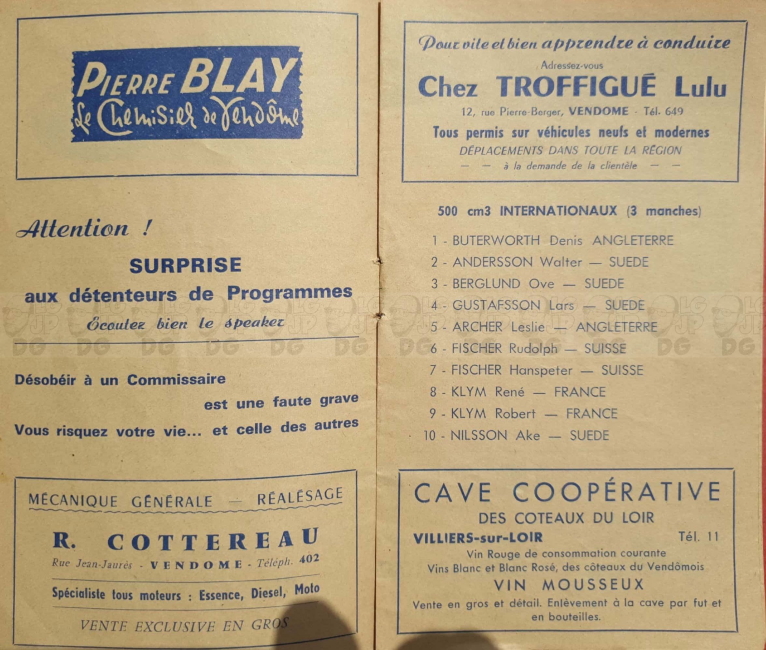 PIERRE BLAY
Le Chemisier de Vendôme
Attention !
SURPRISE
aux détenteurs de Programmes
Écoutez bien le speaker
Désobéir à un Commissaire
est une faute grave
Vous risquez votre vie... et celle des autres
MÉCANIQUE GÉNÉRALE — RÉALÉSAGE
R. COTTEREAU
Rue Jean-Jaurès - VENDOME - Téléph. 402
Spécialiste tous moteurs : Essence, Diesel, Moto
VENTE EXCLUSIVE EN GROS
Pour vite et bien apprendre à conduire
Adressez-vous
Chez TROFFIGUÉ Lulu
12, rue Pierre-Berger, VENDOME - Tél. 649
Tous permis sur véhicules neufs et modernes
DÉPLACEMENTS DANS TOUTE LA RÉGION
— — à la demande de la clientèle — —
500 cm3 INTERNATIONAUX (3 manches)
1 - BUTERWORTH Denis ANGLETERRE
2 - ANDERSSON Walter — SUEDE
3 - BERGLUND Ove — SUEDE
4 - GUSTAFSSON Lars — SUEDE
5 - ARCHER Leslie — ANGLETERRE
6 - FISCHER Rudolph — SUISSE
7 - FISCHER Hanspeter — SUISSE
8 - KLYM René — FRANCE
9 - KLYM Robert — FRANCE
10 - NILSSON Ake — SUEDE
CAVE COOPÉRATIVE
DES COTEAUX DU LOIR
VILLIERS-sur-LOIR Tél. 11
Vin Rouge de consommation courante
Vins Blanc et Blanc Rosé, des côteaux du Vendômois
VIN MOUSSEUX
Vente en gros et détail. Enlèvement à la cave par fut et
en bouteilles.